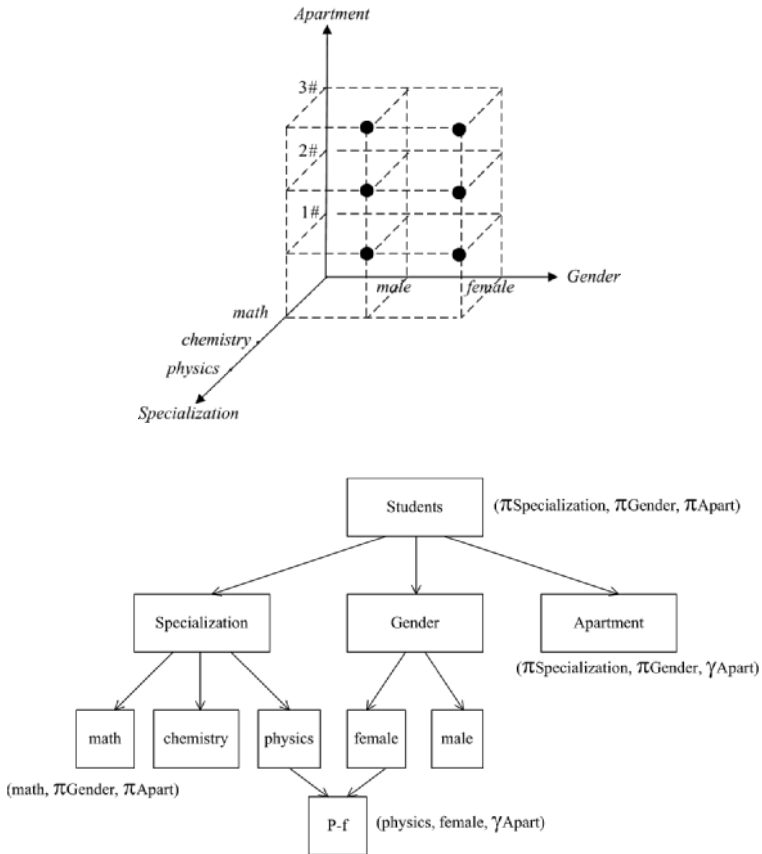 Apartment
3#
2#
1#
Gender
male
female
math
chemistry
physics
Specialization
Students
(πSpecialization, πGender, πApart)
Specialization
Gender
Apartment
(πSpecialization, πGender, γApart)
math
chemistry
physics
female
male
(math, πGender, πApart)
P-f
(physics, female, γApart)